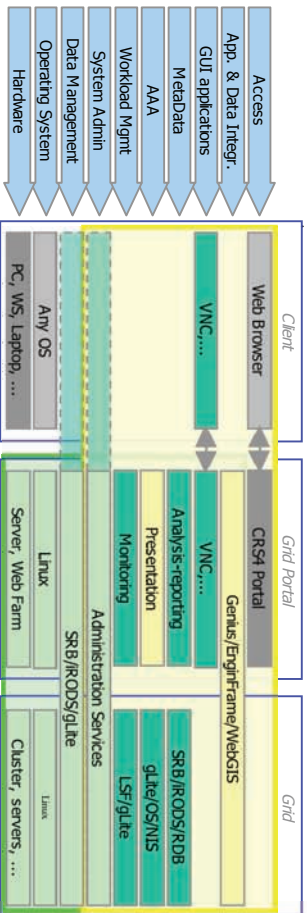 Access
App. & Data Integr.
GUI applications
MetaData
AAA
Workload Mgmt
System Admin
Data Management
Operating System
Hardware
Client
Web Browser
VNC,...
Any OS
PC, WS, Laptop, ...
Grid Portal
CRS4 Portal
Genius/EnginFrame/WebGIS
VNC,...
Analysis-reporting
Presentation
Monitoring
Administration Services
SRB/iRODS/gLite
Linux
Server, Web Farm
Grid
SRB/iRODS/RDB
gLite/OS/NIS
LSF/gLite
Linux
Cluster, servers, ...